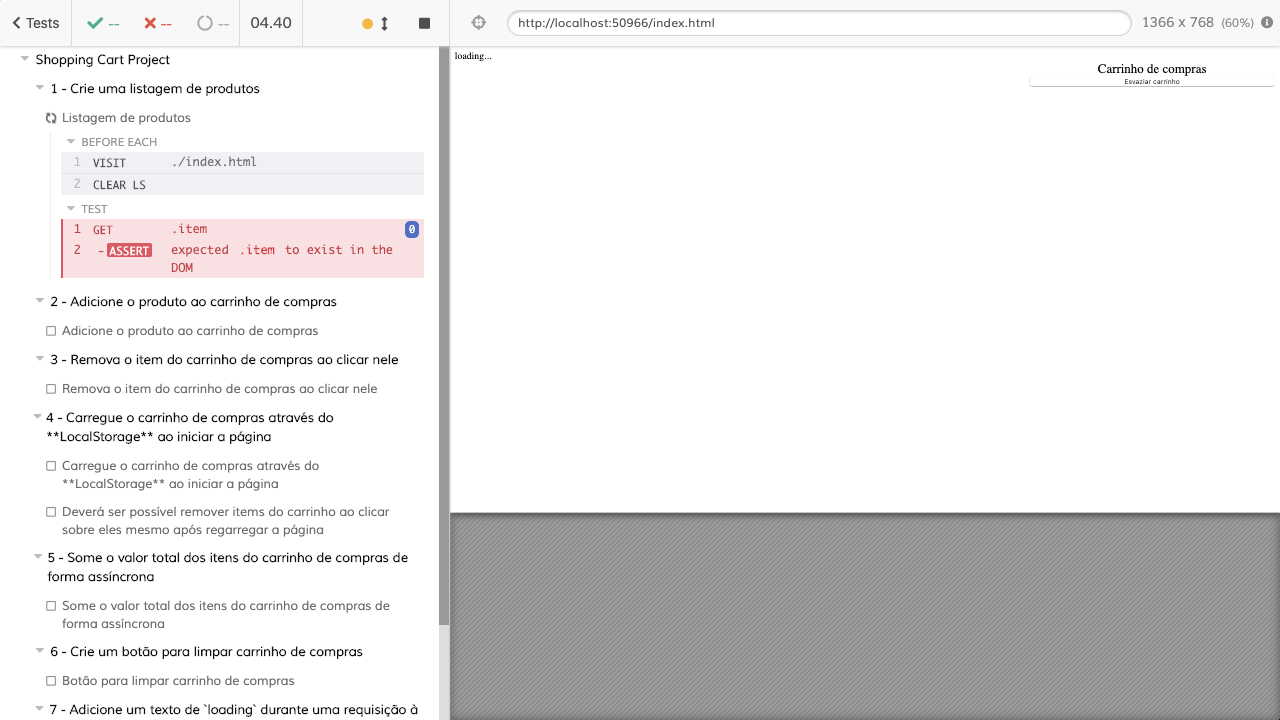 Tests
--
--
--
04.40
http://localhost:50966/index.html
1366 x 768 (60%)
Shopping Cart Project
1 - Crie uma listagem de produtos
Listagem de produtos
BEFORE EACH
1 VISIT ./index.html
2 CLEAR LS
TEST
1 GET .item 0
2 -ASSERT expected .item to exist in the
DOM
2 - Adicione o produto ao carrinho de compras
Adicione o produto ao carrinho de compras
3 - Remova o item do carrinho de compras ao clicar nele
Remova o item do carrinho de compras ao clicar nele
4 - Carregue o carrinho de compras através do
**LocalStorage** ao iniciar a página
Carregue o carrinho de compras através do
**LocalStorage** ao iniciar a página
Deverá ser possível remover items do carrinho ao clicar
sobre eles mesmo após regarregar a página
5 - Some o valor total dos itens do carrinho de compras de
forma assíncrona
Some o valor total dos itens do carrinho de compras de
forma assíncrona
6 - Crie um botão para limpar carrinho de compras
Botão para limpar carrinho de compras
7 - Adicione um texto de `loading` durante uma requisição à
loading...
Carrinho de compras
Esvaziar carrinho